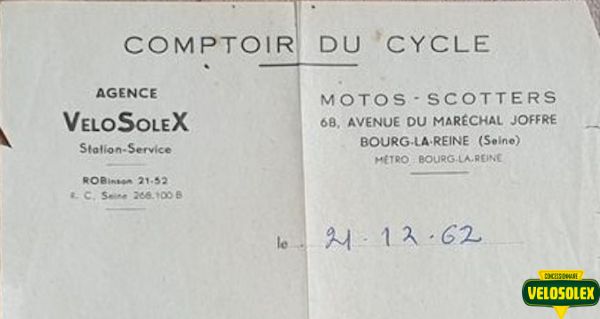 COMPTOIR DU CYCLE
AGENCE
VELOSOLEX
Station-Service
ROBinson 21-52
R. C. Seine 268.100 B
MOTOS - SCOTTERS
68, AVENUE DU MARÉCHAL JOFFRE
BOURG-LA-REINE (Seine)
MÉTRO BOURG-LA-REINE
le 21.12.62
CONCESSIONNAIRE
VELOSOLEX